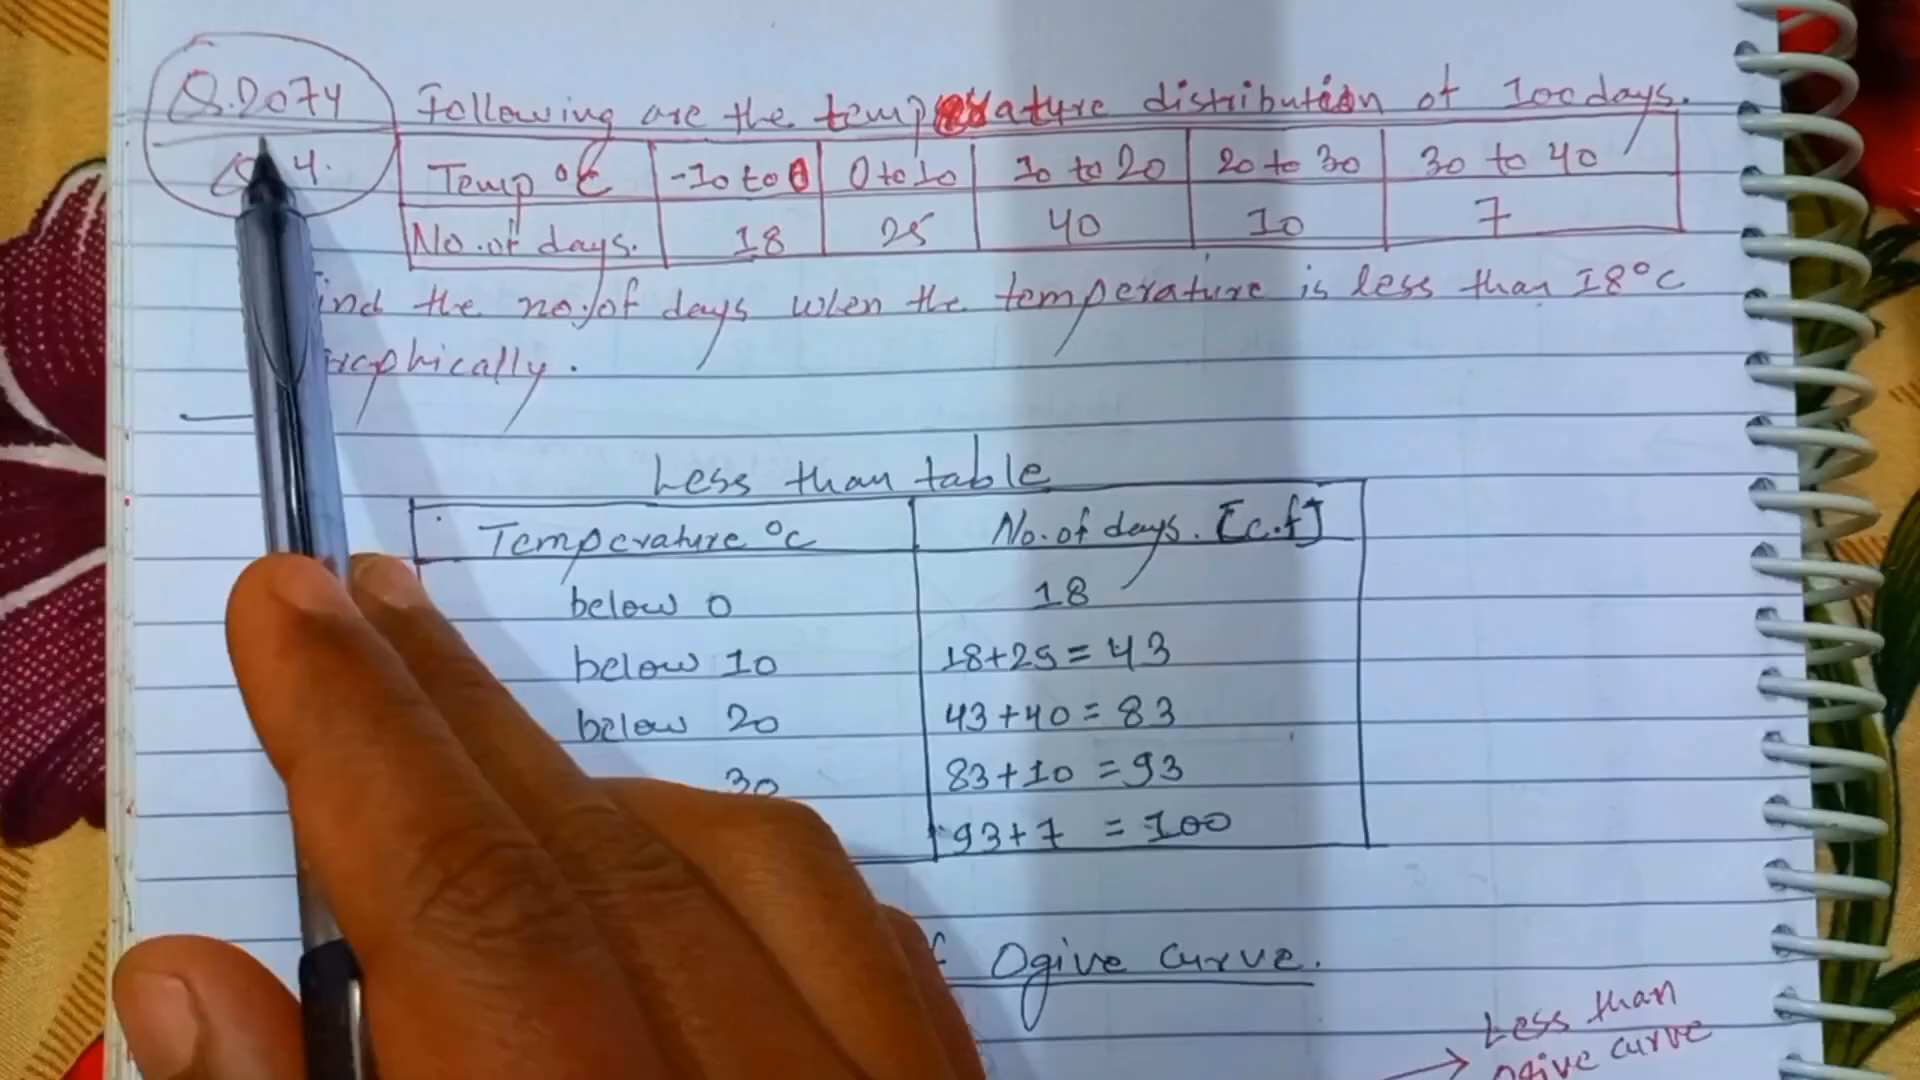 Q.2074
Q 4.
Following are the temperature distribution of 100 days.
Temp °C -10 to 0 0 to 10 10 to 20 20 to 30 30 to 40
No. of days. 18 25 40 10 7
ind the no. of days when the temperature is less than 18°C
raphically.
Less than table
Temperature °C No. of days. [c.f]
below 0 18
below 10 18+25 = 43
below 20 43+40 = 83
30 83+10 = 93
93+7 = 100
f Ogive curve.
Less than
ogive curve